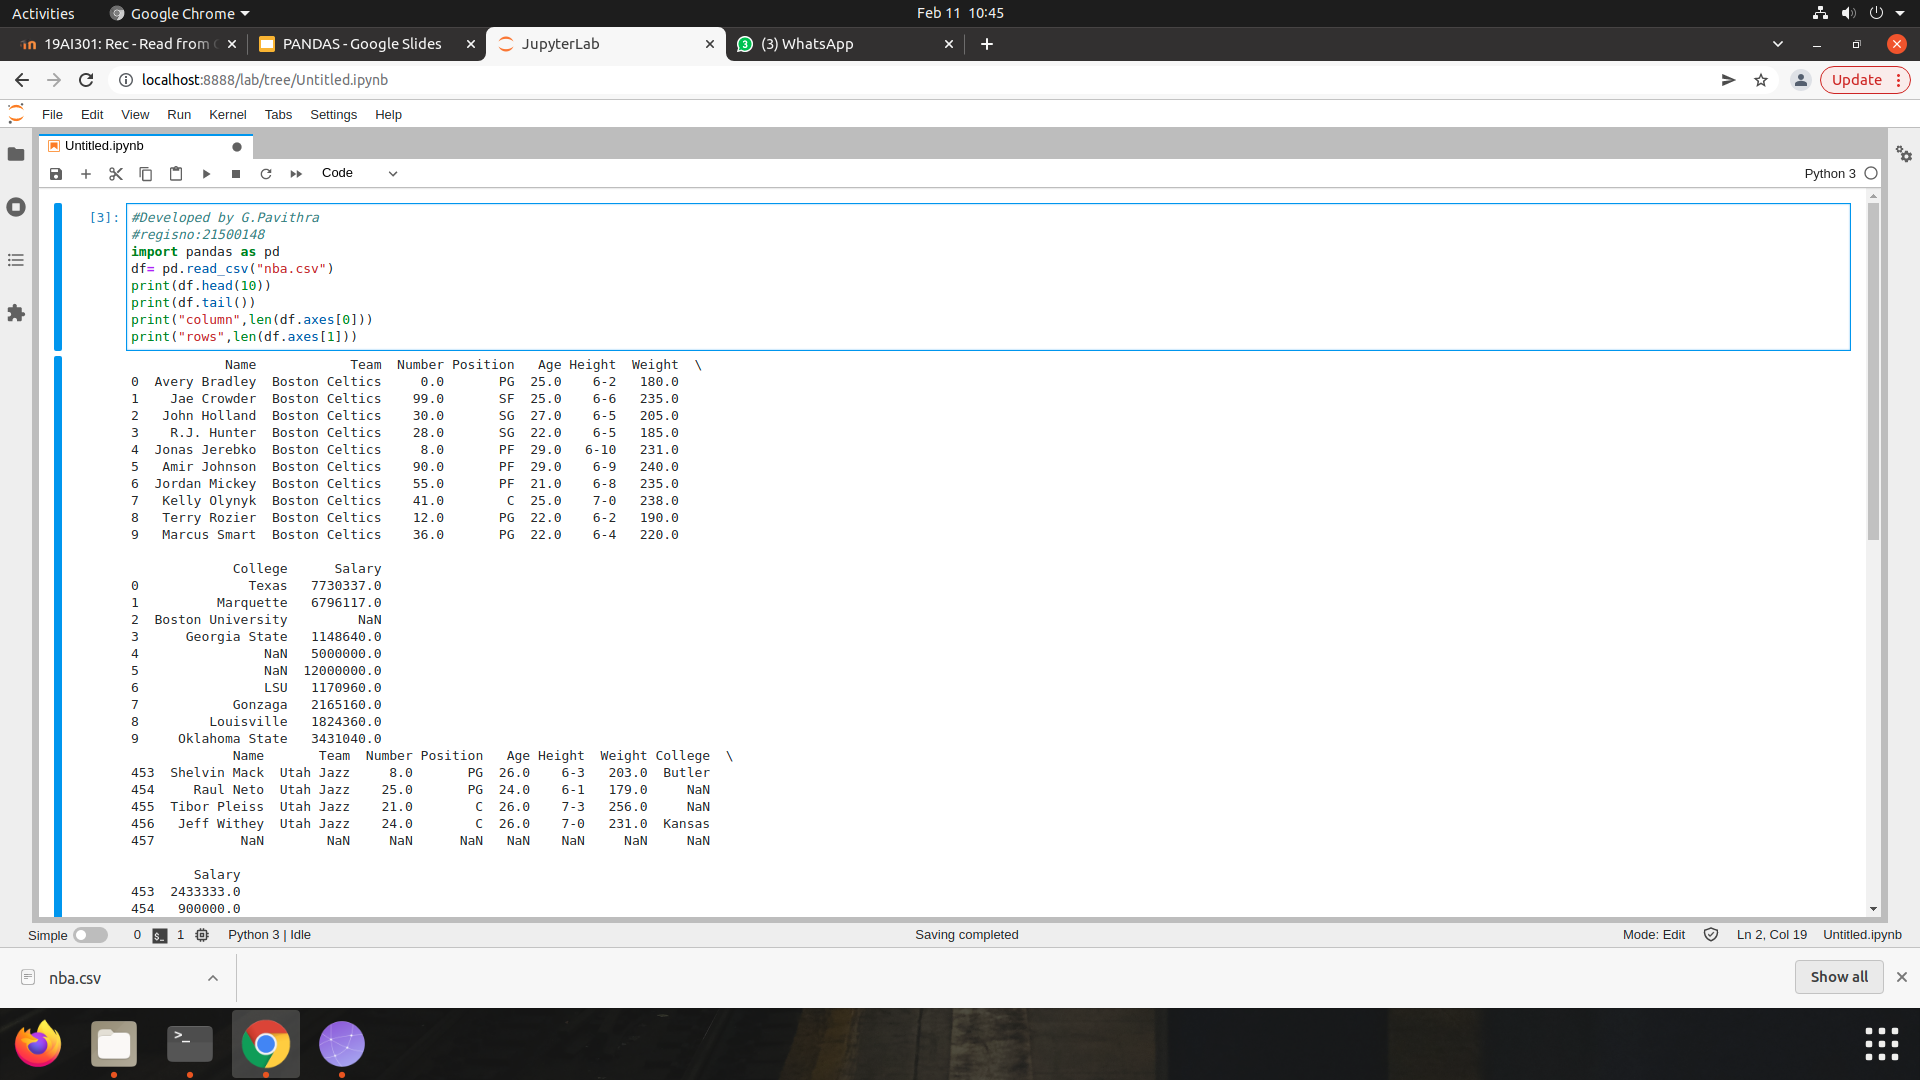 Activities Google Chrome Feb 11 10:45
19AI301: Rec - Read from PANDAS - Google Slides JupyterLab (3) WhatsApp
localhost:8888/lab/tree/Untitled.ipynb Update
File Edit View Run Kernel Tabs Settings Help
Untitled.ipynb
Code Python 3
[3]: #Developed by G.Pavithra
#regisno:21500148
import pandas as pd
df= pd.read_csv("nba.csv")
print(df.head(10))
print(df.tail())
print("column",len(df.axes[0]))
print("rows",len(df.axes[1]))
Name Team Number Position Age Height Weight \
0 Avery Bradley Boston Celtics 0.0 PG 25.0 6-2 180.0
1 Jae Crowder Boston Celtics 99.0 SF 25.0 6-6 235.0
2 John Holland Boston Celtics 30.0 SG 27.0 6-5 205.0
3 R.J. Hunter Boston Celtics 28.0 SG 22.0 6-5 185.0
4 Jonas Jerebko Boston Celtics 8.0 PF 29.0 6-10 231.0
5 Amir Johnson Boston Celtics 90.0 PF 29.0 6-9 240.0
6 Jordan Mickey Boston Celtics 55.0 PF 21.0 6-8 235.0
7 Kelly Olynyk Boston Celtics 41.0 C 25.0 7-0 238.0
8 Terry Rozier Boston Celtics 12.0 PG 22.0 6-2 190.0
9 Marcus Smart Boston Celtics 36.0 PG 22.0 6-4 220.0
College Salary
0 Texas 7730337.0
1 Marquette 6796117.0
2 Boston University NaN
3 Georgia State 1148640.0
4 NaN 5000000.0
5 NaN 12000000.0
6 LSU 1170960.0
7 Gonzaga 2165160.0
8 Louisville 1824360.0
9 Oklahoma State 3431040.0
Name Team Number Position Age Height Weight College \
453 Shelvin Mack Utah Jazz 8.0 PG 26.0 6-3 203.0 Butler
454 Raul Neto Utah Jazz 25.0 PG 24.0 6-1 179.0 NaN
455 Tibor Pleiss Utah Jazz 21.0 C 26.0 7-3 256.0 NaN
456 Jeff Withey Utah Jazz 24.0 C 26.0 7-0 231.0 Kansas
457 NaN NaN NaN NaN NaN NaN NaN NaN
Salary
453 2433333.0
454 900000.0
Simple 0 1 Python 3 | Idle Saving completed Mode: Edit Ln 2, Col 19 Untitled.ipynb
nba.csv Show all